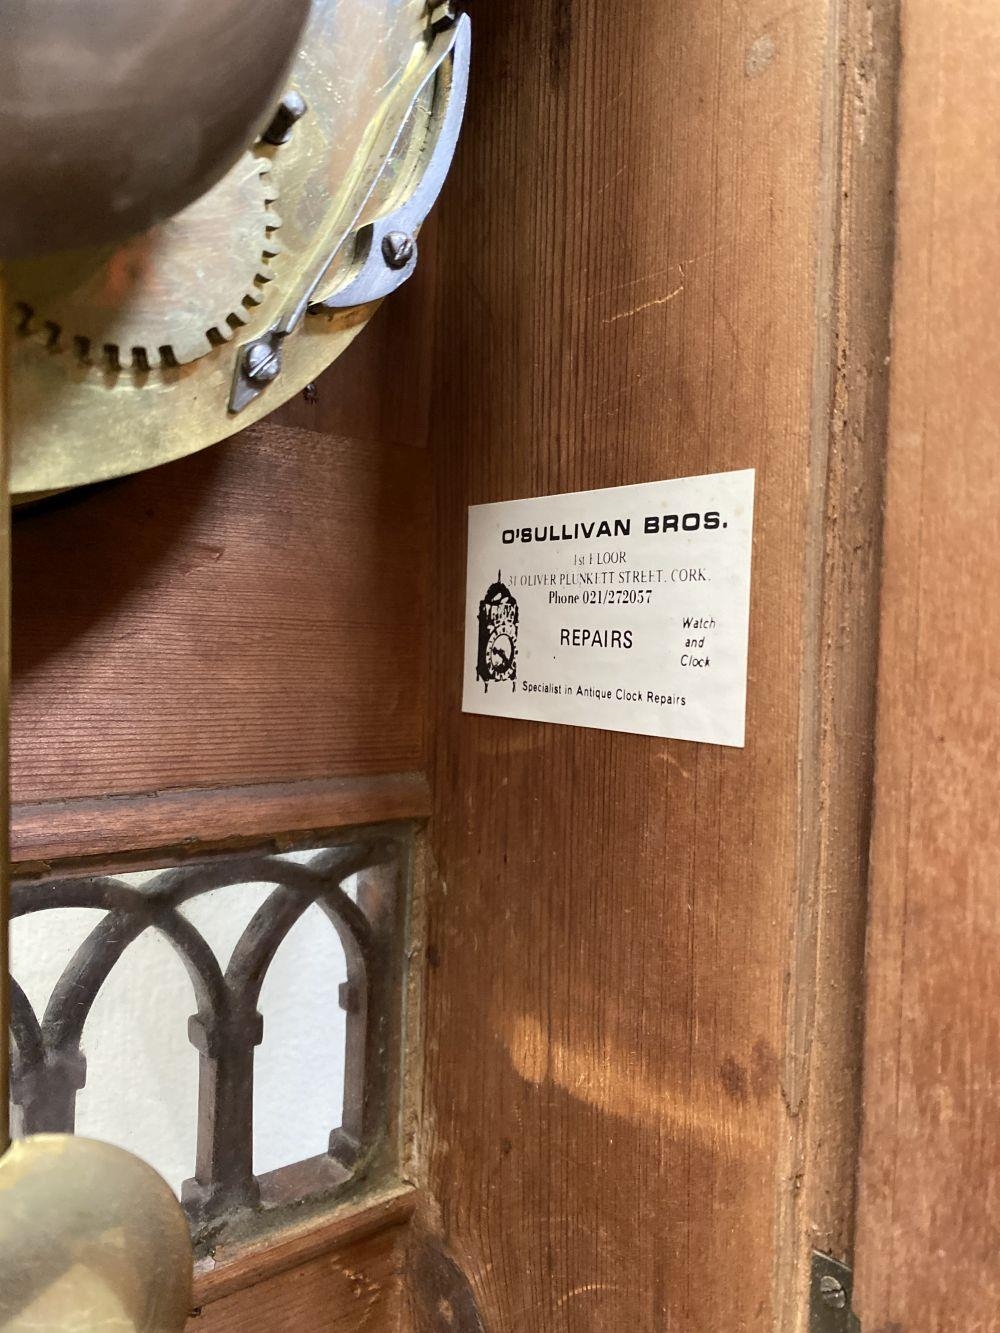 O'SULLIVAN BROS.
1st FLOOR
31 OLIVER PLUNKETT STREET, CORK.
Phone 021/272057
REPAIRS
Watch
and
Clock
Specialist in Antique Clock Repairs